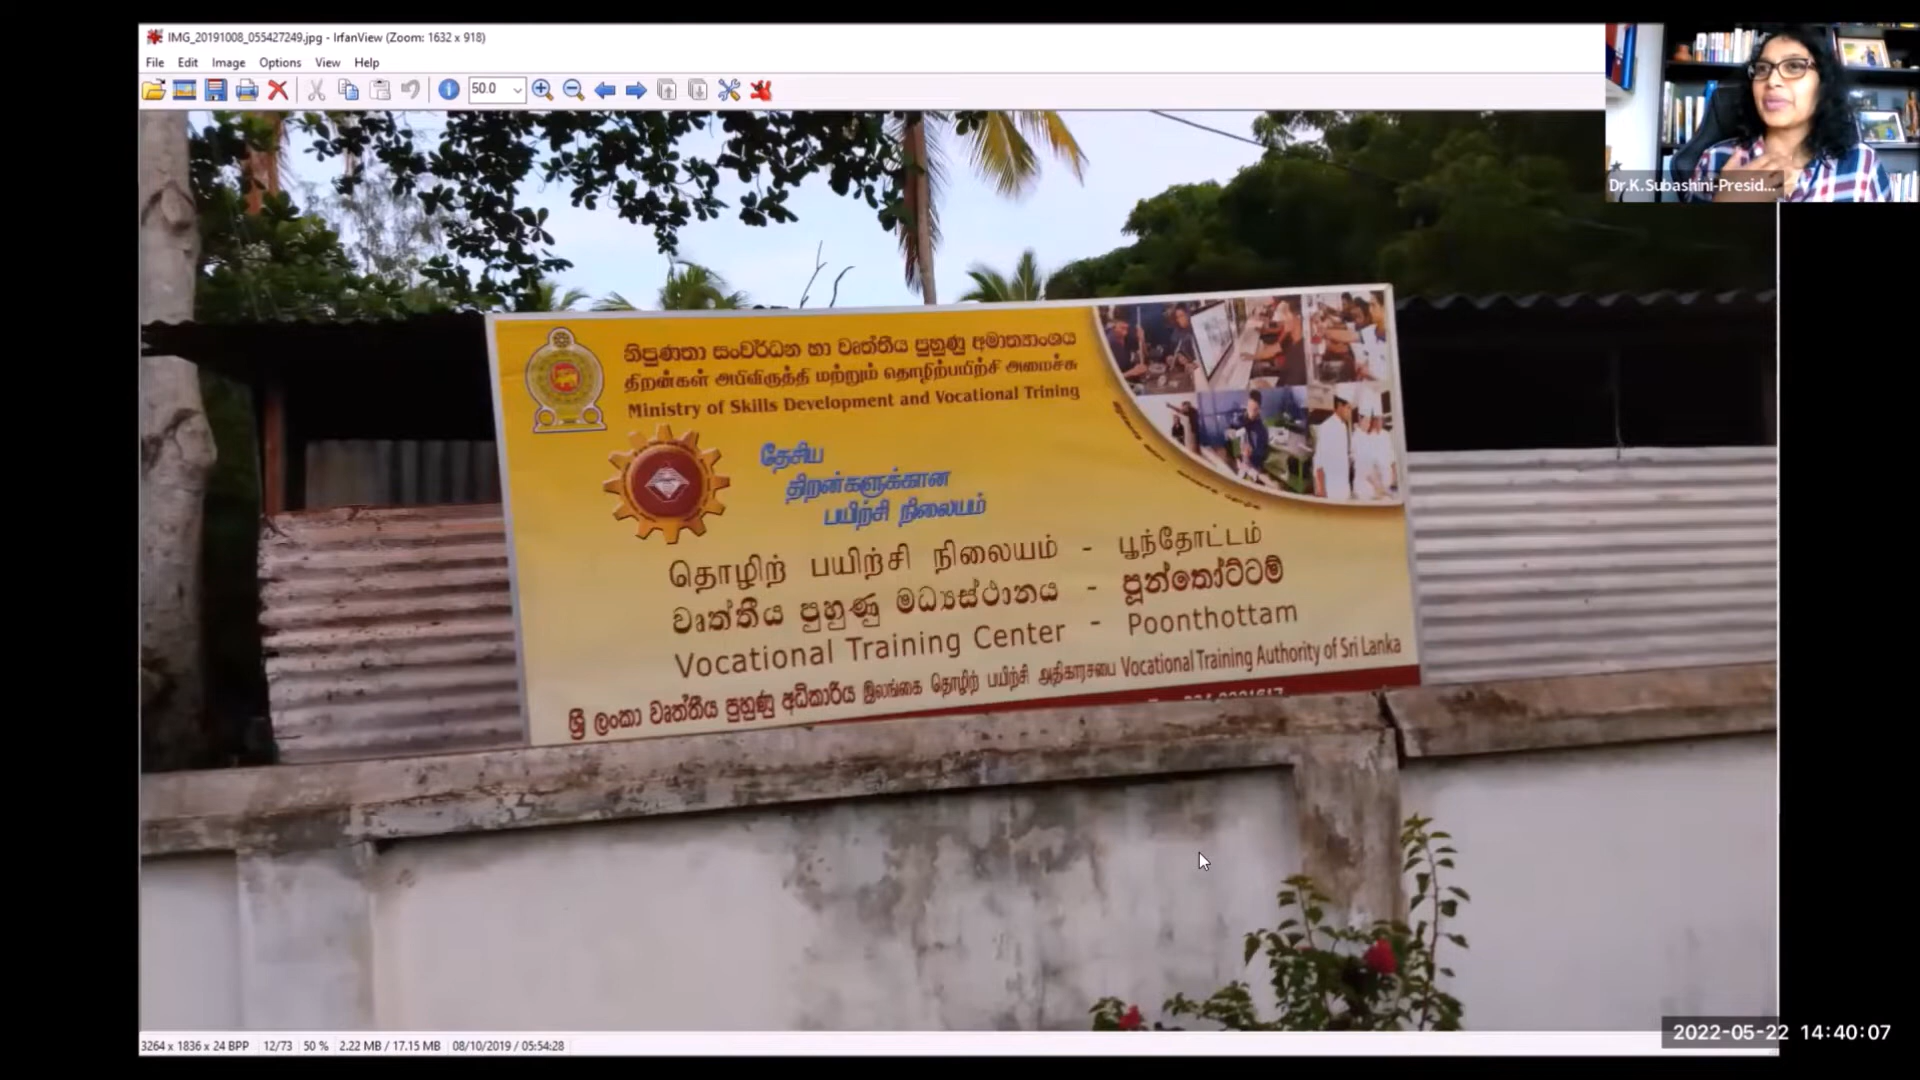 IMG_20191008_055427249.jpg - IrfanView (Zoom: 1632 x 918)
File Edit Image Options View Help
50.0
Dr.K.Subashini-Presid...
නිපුණතා සංවර්ධන හා වෘත්තීය පුහුණු අමාත්‍යාංශය
திறன்கள் அபிவிருத்தி மற்றும் தொழிற்பயிற்சி அமைச்சு
Ministry of Skills Development and Vocational Trining
தேசிய
திறன்களுக்கான
பயிற்சி நிலையம்
தொழிற் பயிற்சி நிலையம் - பூந்தோட்டம்
වෘත්තීය පුහුණු මධ්‍යස්ථානය - පූන්තෝට්ටම්
Vocational Training Center - Poonthottam
ශ්‍රී ලංකා වෘත්තීය පුහුණු අධිකාරීය இலங்கை தொழிற் பயிற்சி அதிகாரசபை Vocational Training Authority of Sri Lanka
3264 x 1836 x 24 BPP 12/73 50 % 2.22 MB / 17.15 MB 08/10/2019 / 05:54:28
2022-05-22 14:40:07